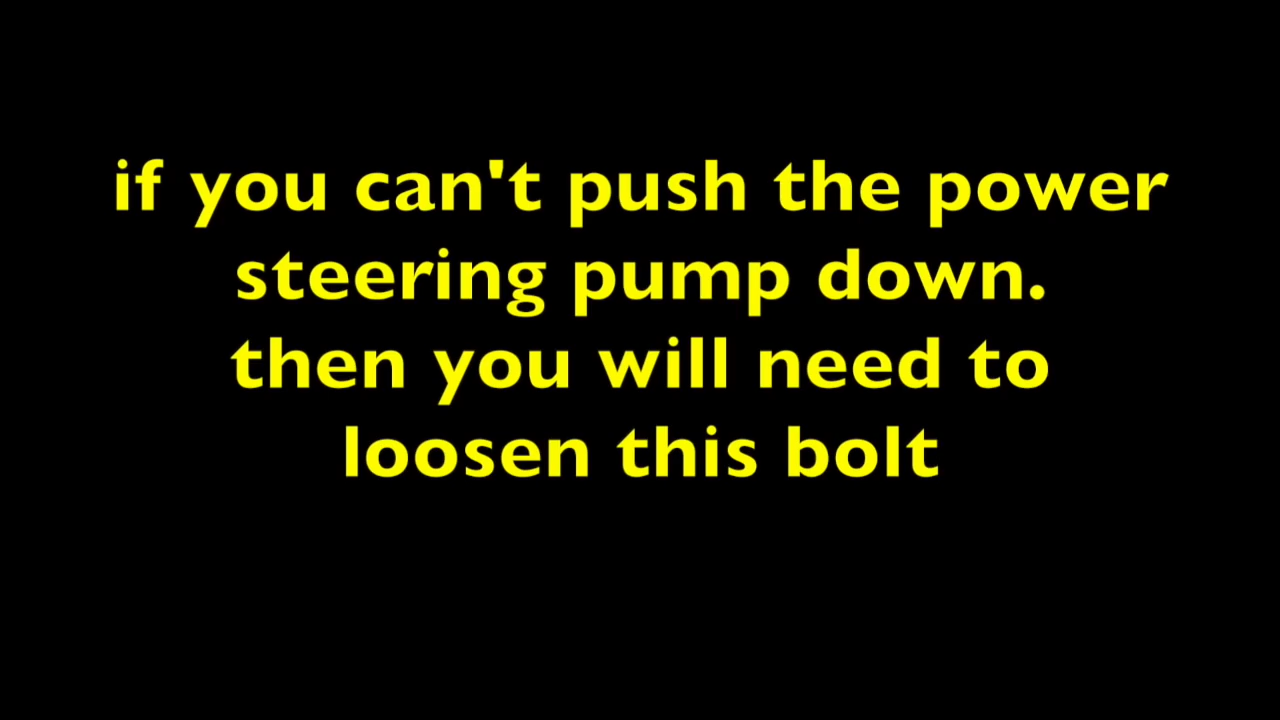 if you can't push the power
steering pump down.
then you will need to
loosen this bolt